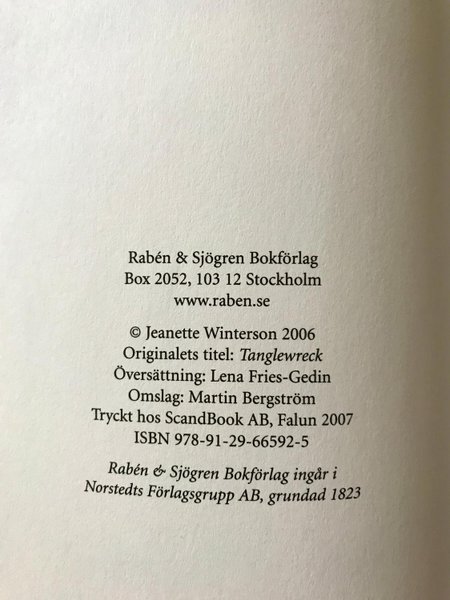 Rabén & Sjögren Bokförlag
Box 2052, 103 12 Stockholm
www.raben.se
© Jeanette Winterson 2006
Originalets titel: Tanglewreck
Översättning: Lena Fries-Gedin
Omslag: Martin Bergström
Tryckt hos ScandBook AB, Falun 2007
ISBN 978-91-29-66592-5
Rabén & Sjögren Bokförlag ingår i
Norstedts Förlagsgrupp AB, grundad 1823